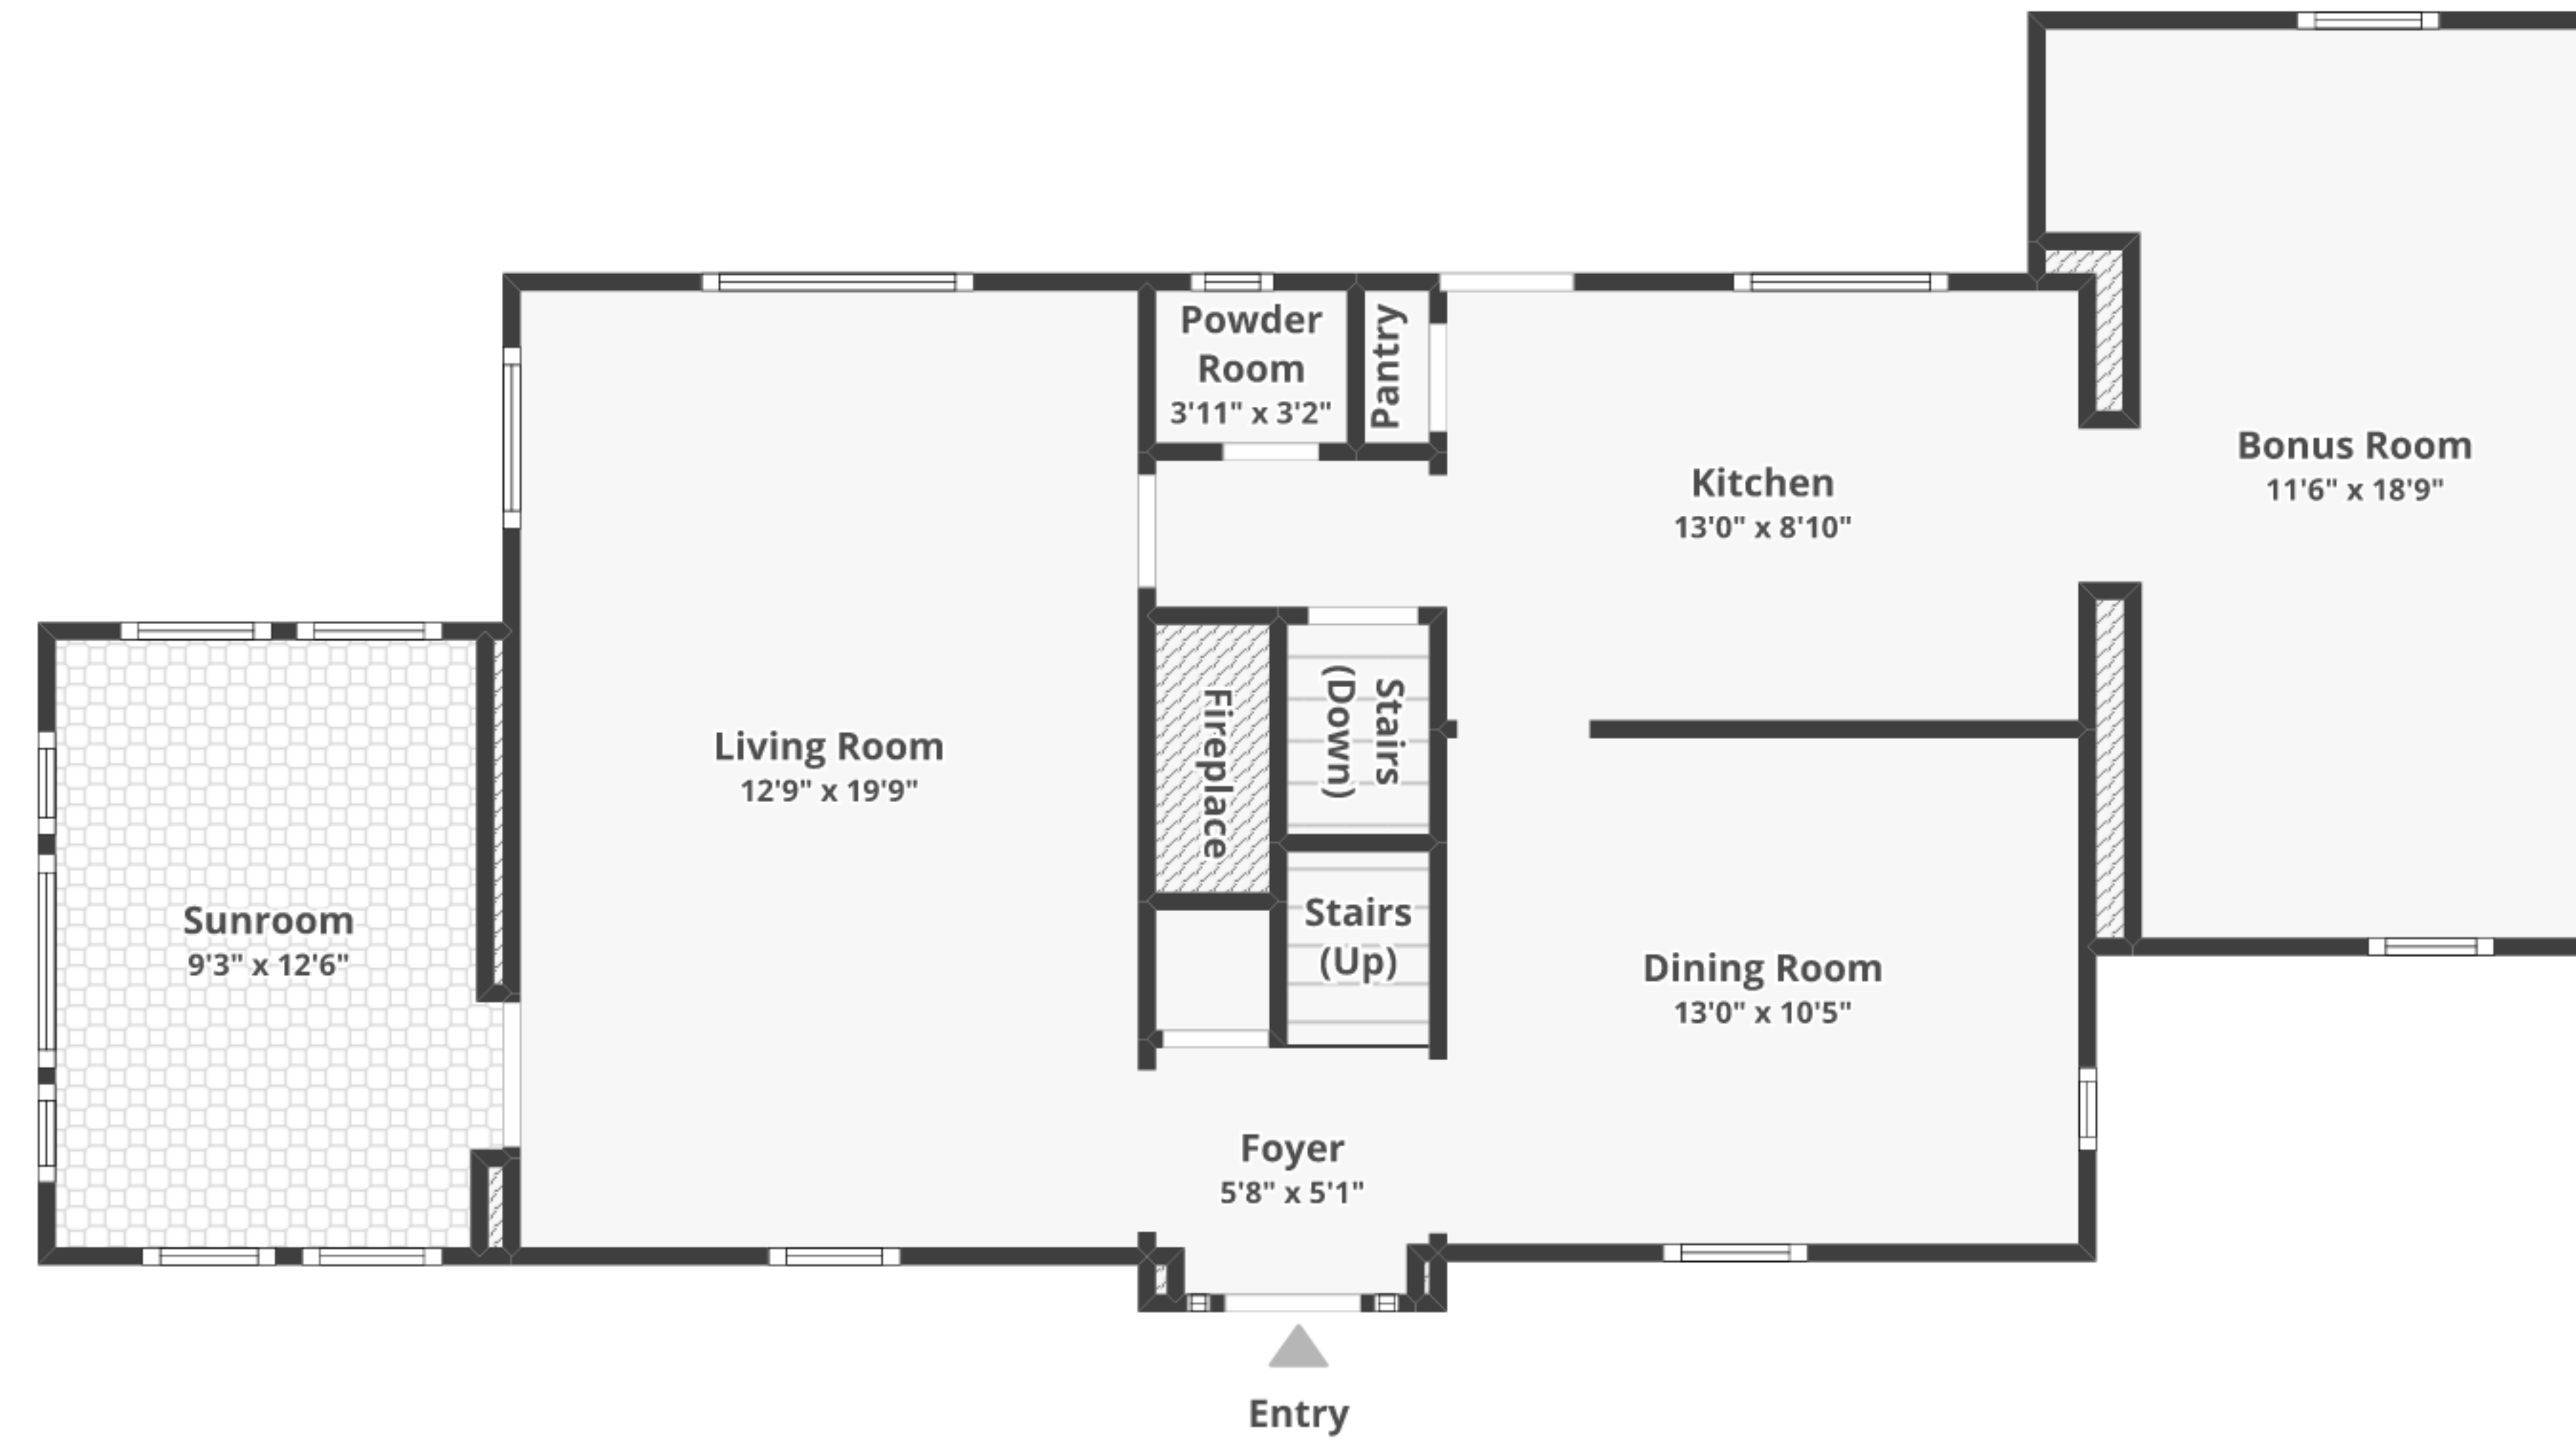 Powder
Room
3'11" x 3'2"
Pantry
Kitchen
13'0" x 8'10"
Bonus Room
11'6" x 18'9"
Living Room
12'9" x 19'9"
Fireplace
Stairs
(Down)
Sunroom
9'3" x 12'6"
Stairs
(Up)
Dining Room
13'0" x 10'5"
Foyer
5'8" x 5'1"
Entry